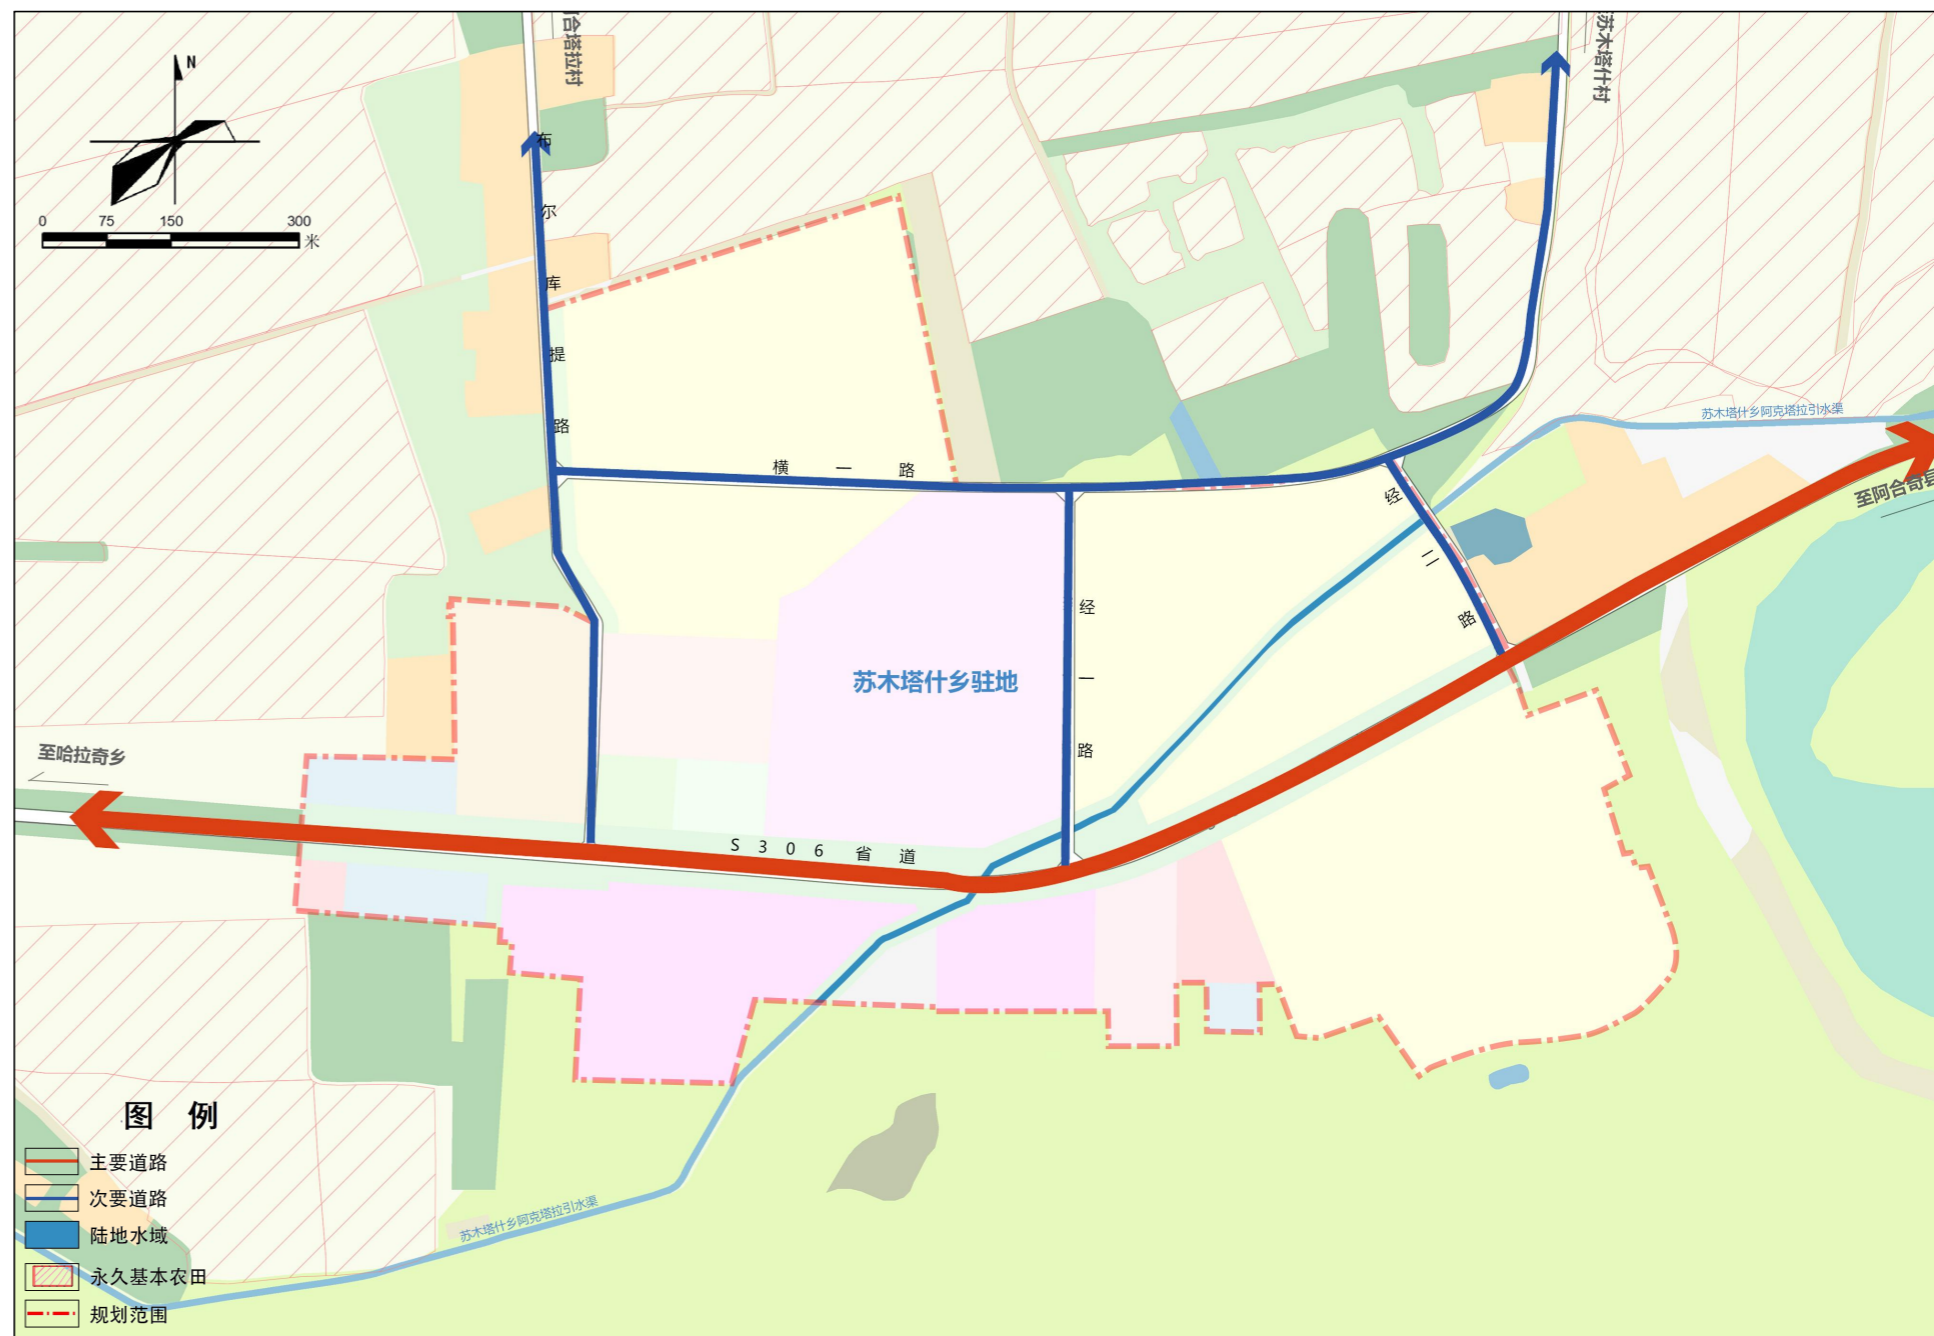 合塔拉村
苏木塔什村
N
0 75 150 300
米
布尔库提路
横一路
苏木塔什乡阿克塔拉引水渠
至阿合奇县
经二路
经一路
苏木塔什乡驻地
至哈拉奇乡
S306省道
图 例
主要道路
次要道路
陆地水域
永久基本农田
规划范围
苏木塔什乡阿克塔拉引水渠